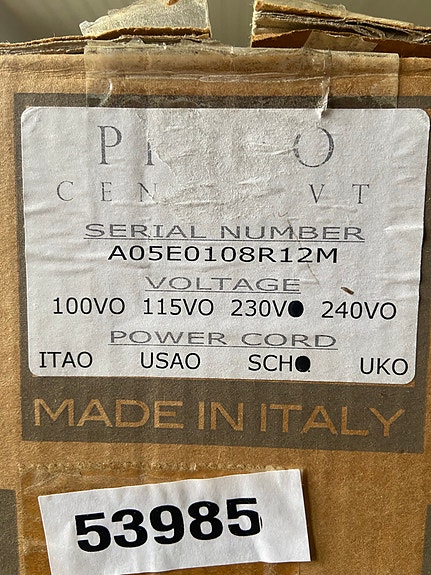 SERIAL NUMBER
A05E0108R12M
VOLTAGE
100VO 115VO 230V● 240VO
POWER CORD
ITAO USAO SCH● UKO
MADE IN ITALY
53985